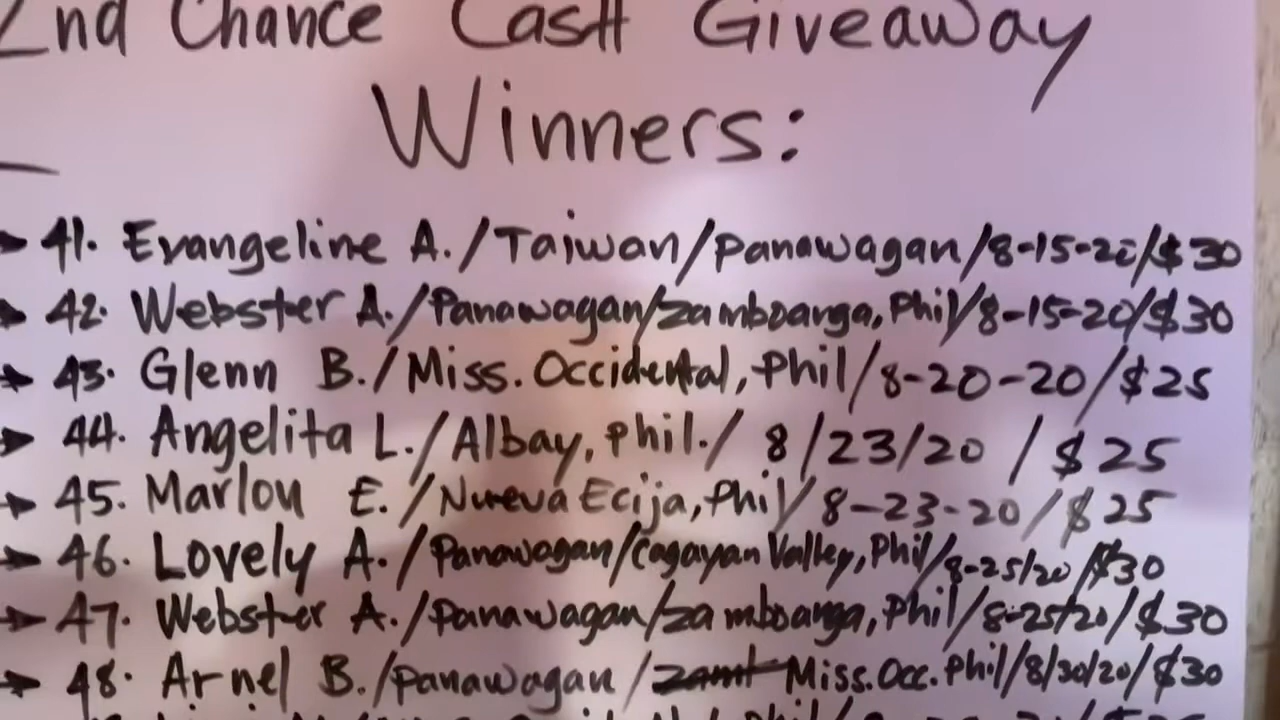 2nd Chance CasH Giveaway
Winners:
41. Evangeline A./Taiwan/panawagan/8-15-20/$30
42. Webster A./Panawagan/zamboanga, Phil/8-15-20/$30
43. Glenn B./Miss. Occidental, Phil/8-20-20/$25
44. Angelita L./Albay, phil./ 8/23/20 / $25
45. Marlou E./Nueva Ecija, Phil/8-23-20/$25
46. Lovely A./Panawagan/Cagayan Valley, Phil/8-25/20/$30
47. Webster A./Panawagan/zamboanga, Phil/8-25/20/$30
48. Arnel B./panawagan/ Miss. Occ. Phil/8/30/20/$30